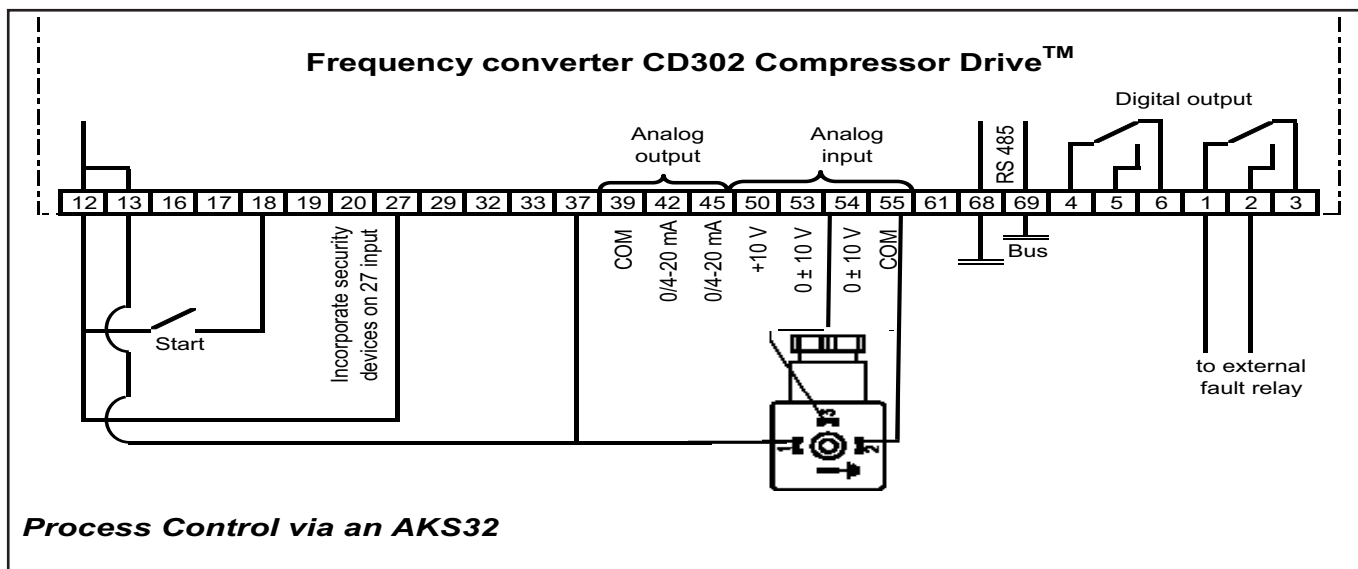 Frequency converter CD302 Compressor Drive™
Digital output
Analog
output
Analog
input
RS 485
12 13 16 17 18 19 20 27 29 32 33 37 39 42 45 50 53 54 55 61 68 69 4 5 6 1 2 3
Incorporate security
devices on 27 input
COM
0/4-20 mA
0/4-20 mA
+10 V
0 ± 10 V
0 ± 10 V
COM
Bus
Start
to external
fault relay
1
3
2
Process Control via an AKS32